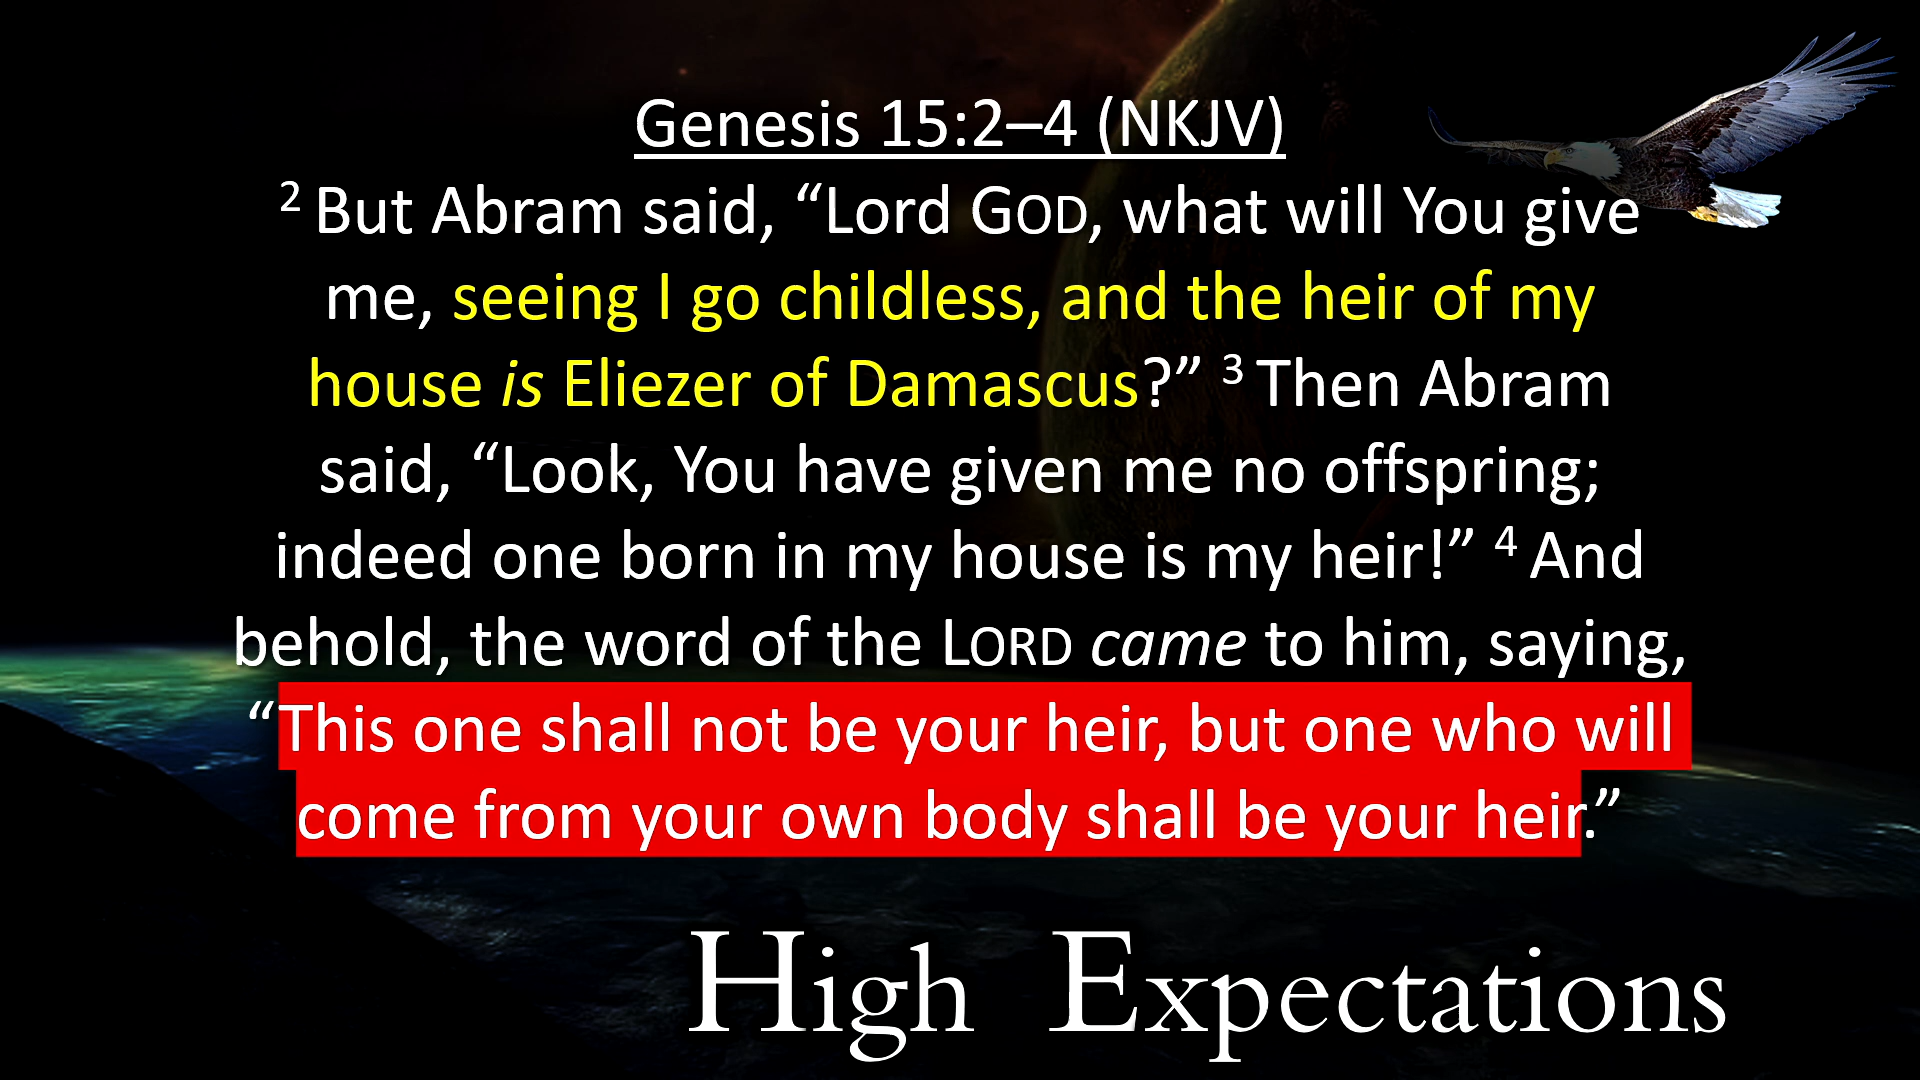 Genesis 15:2–4 (NKJV)
2 But Abram said, “Lord GOD, what will You give
me, seeing I go childless, and the heir of my
house is Eliezer of Damascus?” 3 Then Abram
said, “Look, You have given me no offspring;
indeed one born in my house is my heir!” 4 And
behold, the word of the LORD came to him, saying,
“This one shall not be your heir, but one who will
come from your own body shall be your heir.”
High Expectations